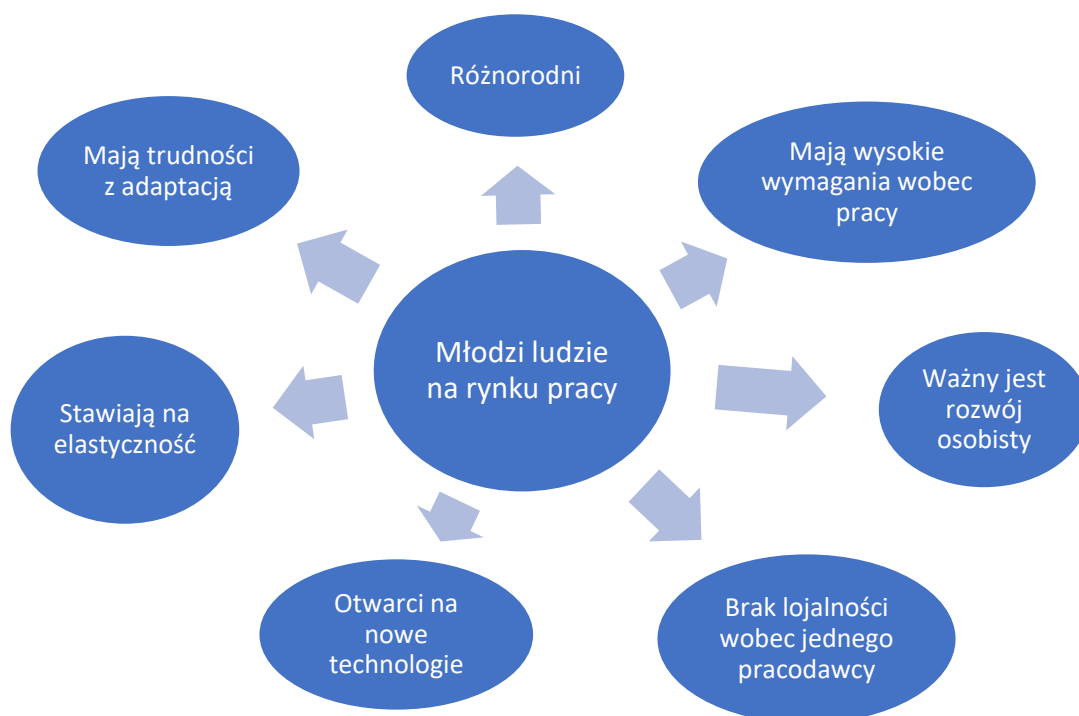 Różnorodni
Mają wysokie
wymagania wobec
pracy
Ważny jest
rozwój
osobisty
Brak lojalności
wobec jednego
pracodawcy
Otwarci na
nowe
technologie
Stawiają na
elastyczność
Mają trudności
z adaptacją
Młodzi ludzie
na rynku pracy